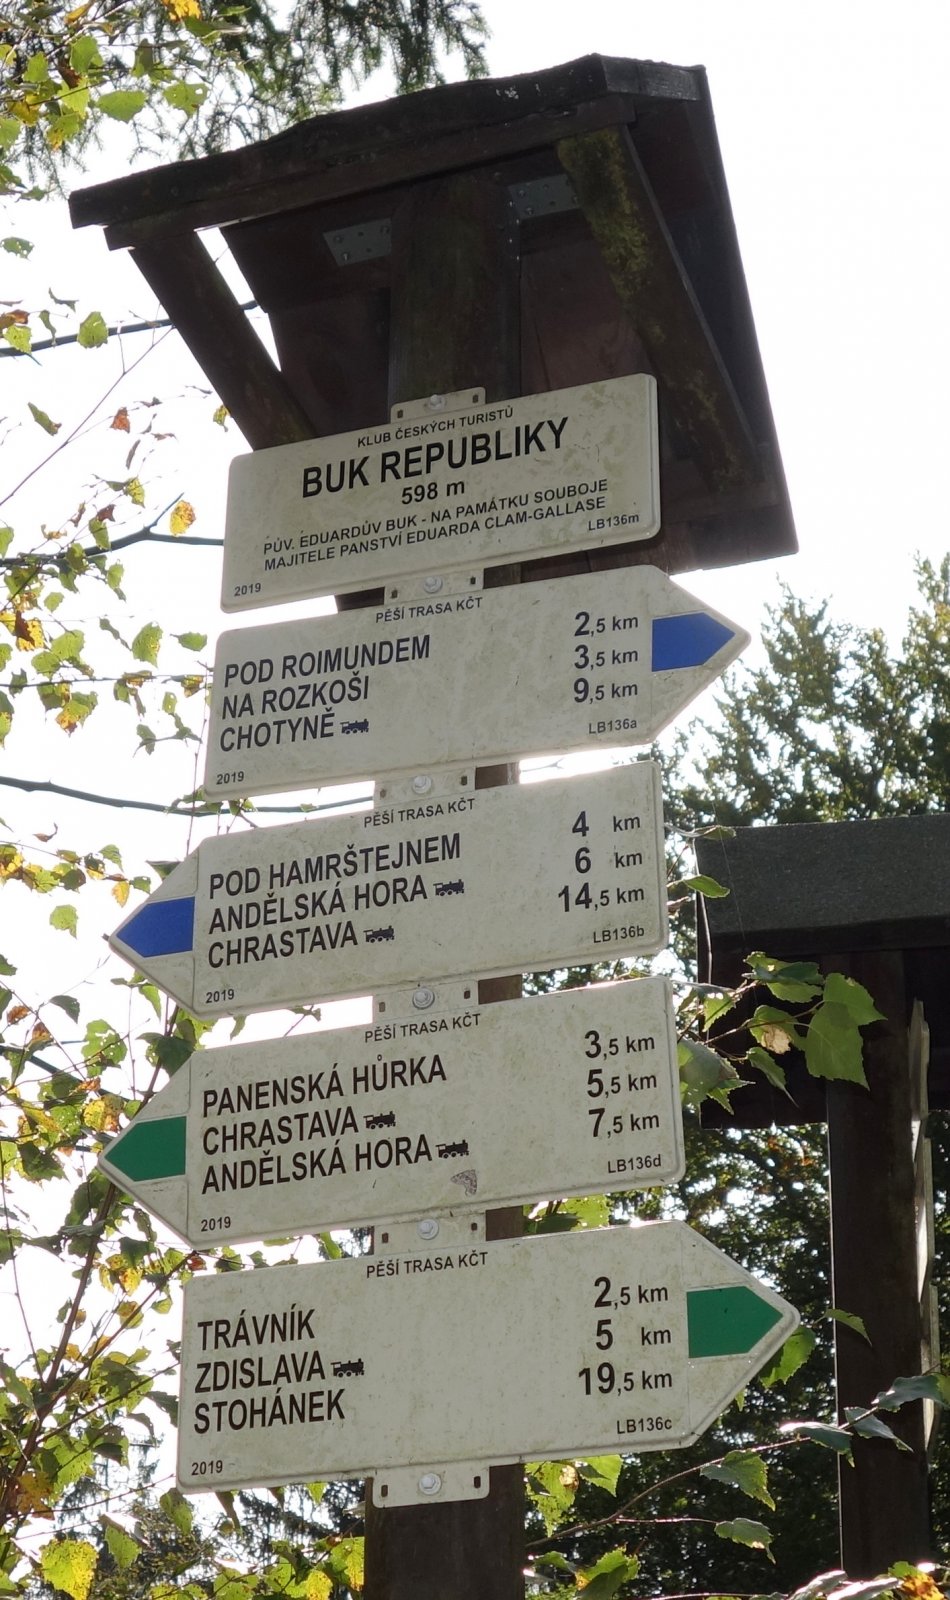 KLUB ČESKÝCH TURISTŮ
BUK REPUBLIKY
598 m
PŮV. EDUARDŮV BUK - NA PAMÁTKU SOUBOJE
MAJITELE PANSTVÍ EDUARDA CLAM-GALLASE
2019 LB136m
PĚŠÍ TRASA KČT
POD ROIMUNDEM 2,5 km
NA ROZKOŠI 3,5 km
CHOTYNĚ 9,5 km
2019 LB136a
PĚŠÍ TRASA KČT
POD HAMRŠTEJNEM 4 km
ANDĚLSKÁ HORA 6 km
CHRASTAVA 14,5 km
2019 LB136b
PĚŠÍ TRASA KČT
PANENSKÁ HŮRKA 3,5 km
CHRASTAVA 5,5 km
ANDĚLSKÁ HORA 7,5 km
2019 LB136d
PĚŠÍ TRASA KČT
TRÁVNÍK 2,5 km
ZDISLAVA 5 km
STOHÁNEK 19,5 km
2019 LB136c